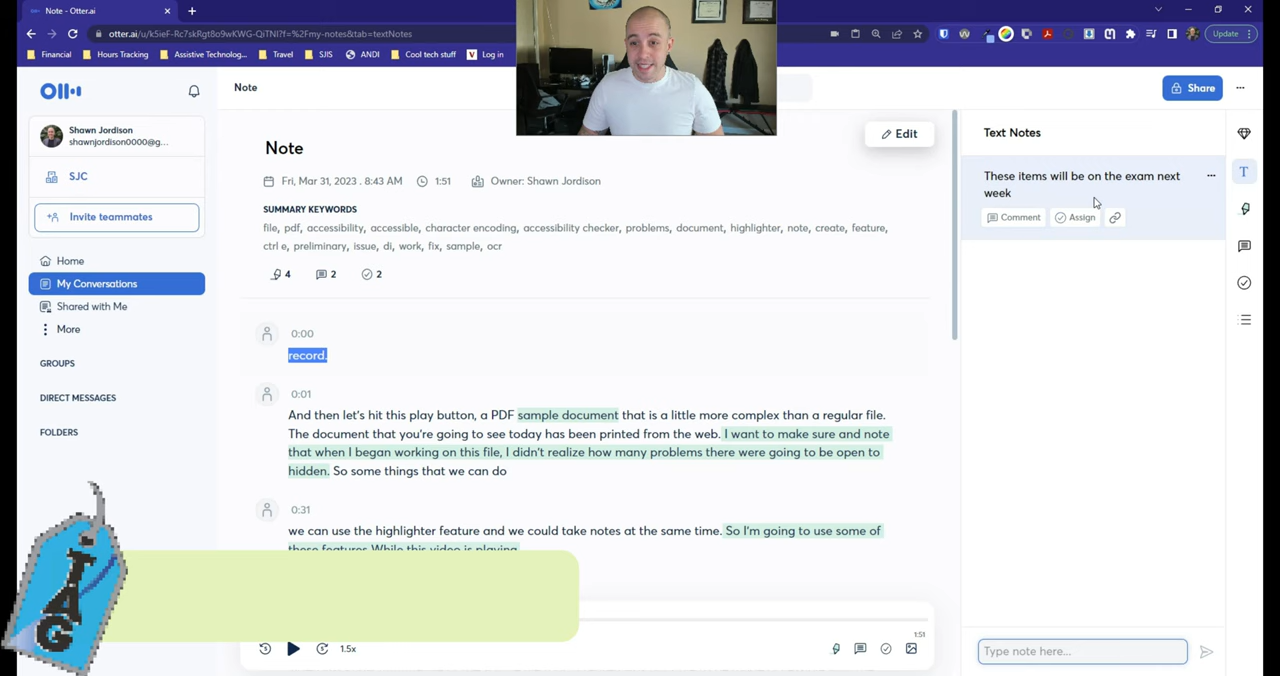 Note - Otter.ai
otter.ai/u/k5ieF-Rc7skRgt8o9wKWG-QiTNI?f=%2Fmy-notes&tab=textNotes
Update
Financial
Hours Tracking
Assistive Technolog...
Travel
SJIS
ANDI
Cool tech stuff
Log in
Note
Share
Shawn Jordison
shawnjordison0000@g...
SJC
Invite teammates
Home
My Conversations
Shared with Me
More
GROUPS
DIRECT MESSAGES
FOLDERS
Edit
Note
Fri, Mar 31, 2023 . 8:43 AM 1:51 Owner: Shawn Jordison
SUMMARY KEYWORDS
file, pdf, accessibility, accessible, character encoding, accessibility checker, problems, document, highlighter, note, create, feature,
ctrl e, preliminary, issue, di, work, fix, sample, ocr
4 2 2
0:00
record.
0:01
And then let's hit this play button, a PDF sample document that is a little more complex than a regular file.
The document that you're going to see today has been printed from the web. I want to make sure and note
that when I began working on this file, I didn't realize how many problems there were going to be open to
hidden. So some things that we can do
0:31
we can use the highlighter feature and we could take notes at the same time. So I'm going to use some of
these features While this video is playing.
1:51
1.5x
Text Notes
These items will be on the exam next
week
Comment Assign
T
Type note here...
TAG